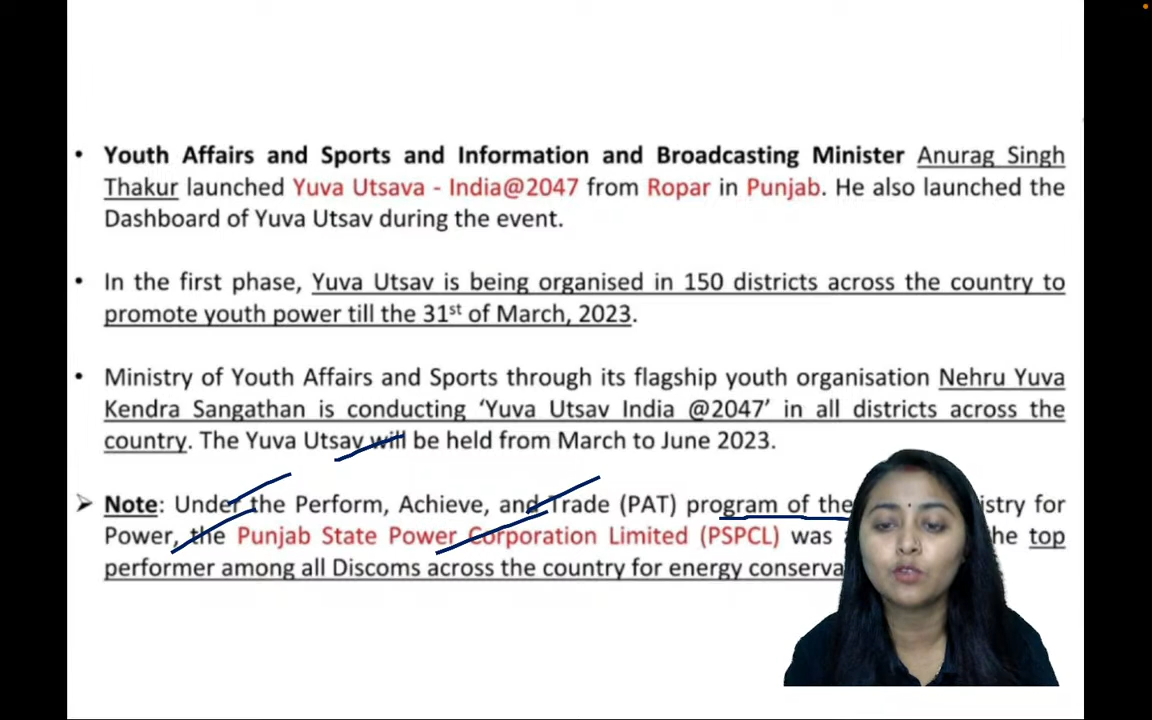 • Youth Affairs and Sports and Information and Broadcasting Minister Anurag Singh
Thakur launched Yuva Utsava - India@2047 from Ropar in Punjab. He also launched the
Dashboard of Yuva Utsav during the event.
• In the first phase, Yuva Utsav is being organised in 150 districts across the country to
promote youth power till the 31st of March, 2023.
• Ministry of Youth Affairs and Sports through its flagship youth organisation Nehru Yuva
Kendra Sangathan is conducting ‘Yuva Utsav India @2047’ in all districts across the
country. The Yuva Utsav will be held from March to June 2023.
➢ Note: Under the Perform, Achieve, and Trade (PAT) program of the for
Power, the Punjab State Power Corporation Limited (PSPCL) was top
performer among all Discoms across the country for energy